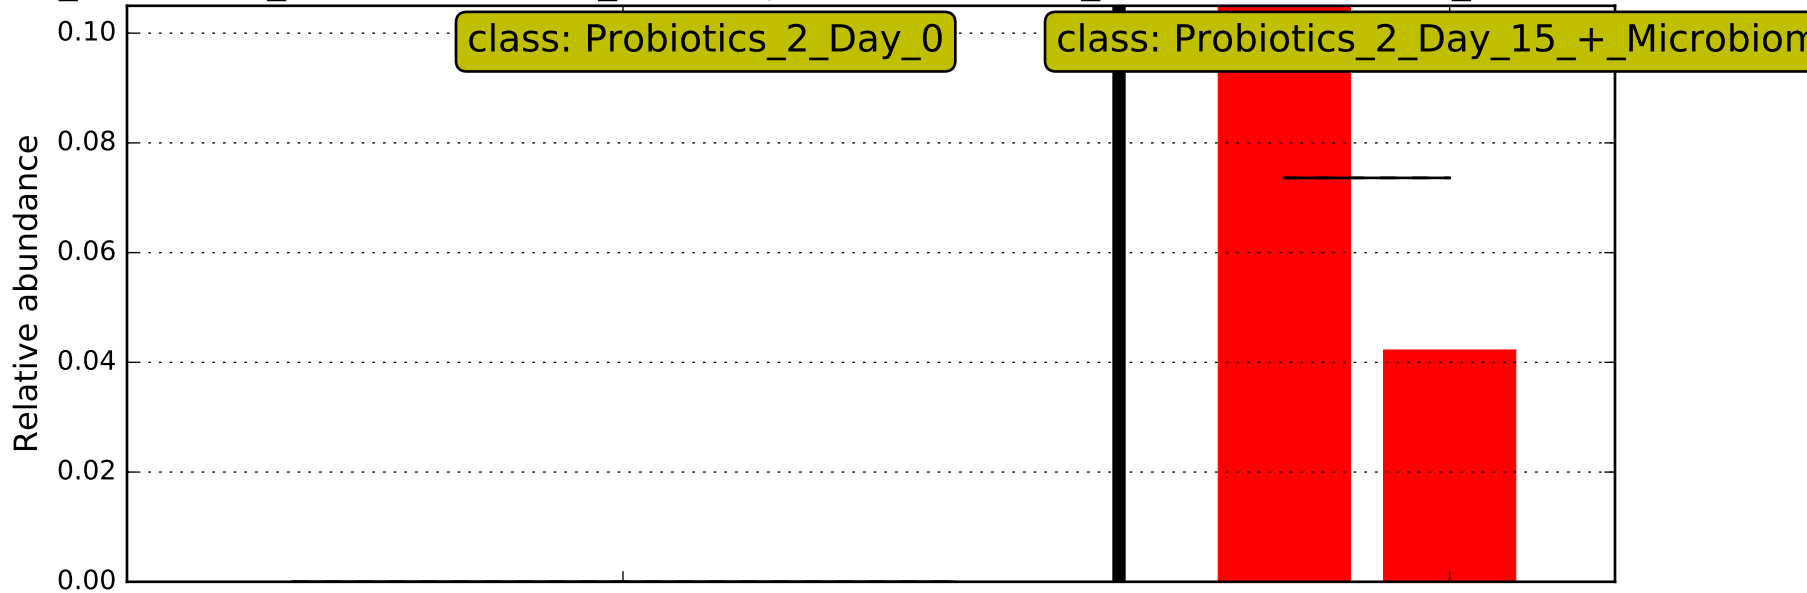 0.10
class: Probiotics_2_Day_0
class: Probiotics_2_Day_15_+_Microbiom
0.08
0.06
0.04
0.02
0.00
Relative abundance